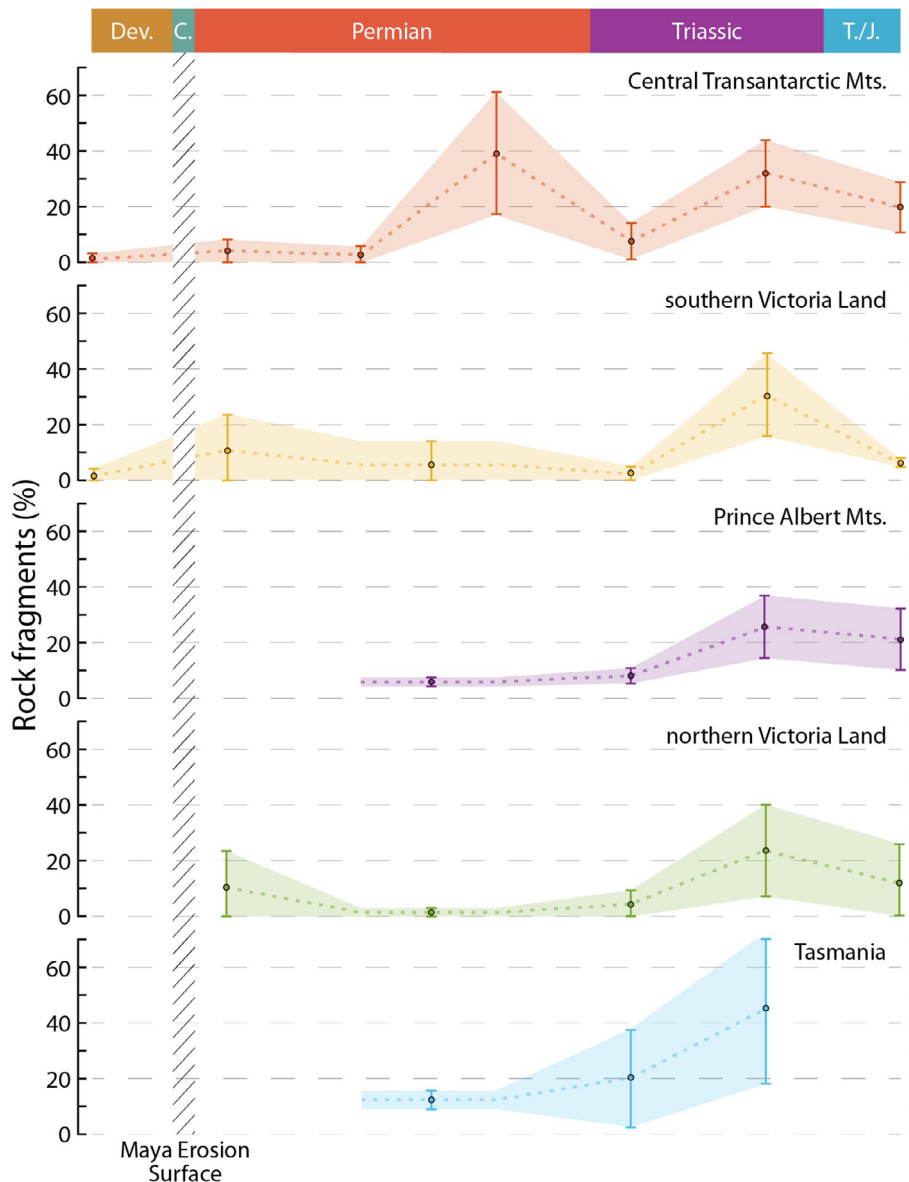 Dev. C. Permian Triassic T./J.
Central Transantarctic Mts.
60
40
20
0
southern Victoria Land
60
40
20
0
Prince Albert Mts.
60
40
20
0
northern Victoria Land
60
40
20
0
Tasmania
60
40
20
0
Rock fragments (%)
Maya Erosion
Surface